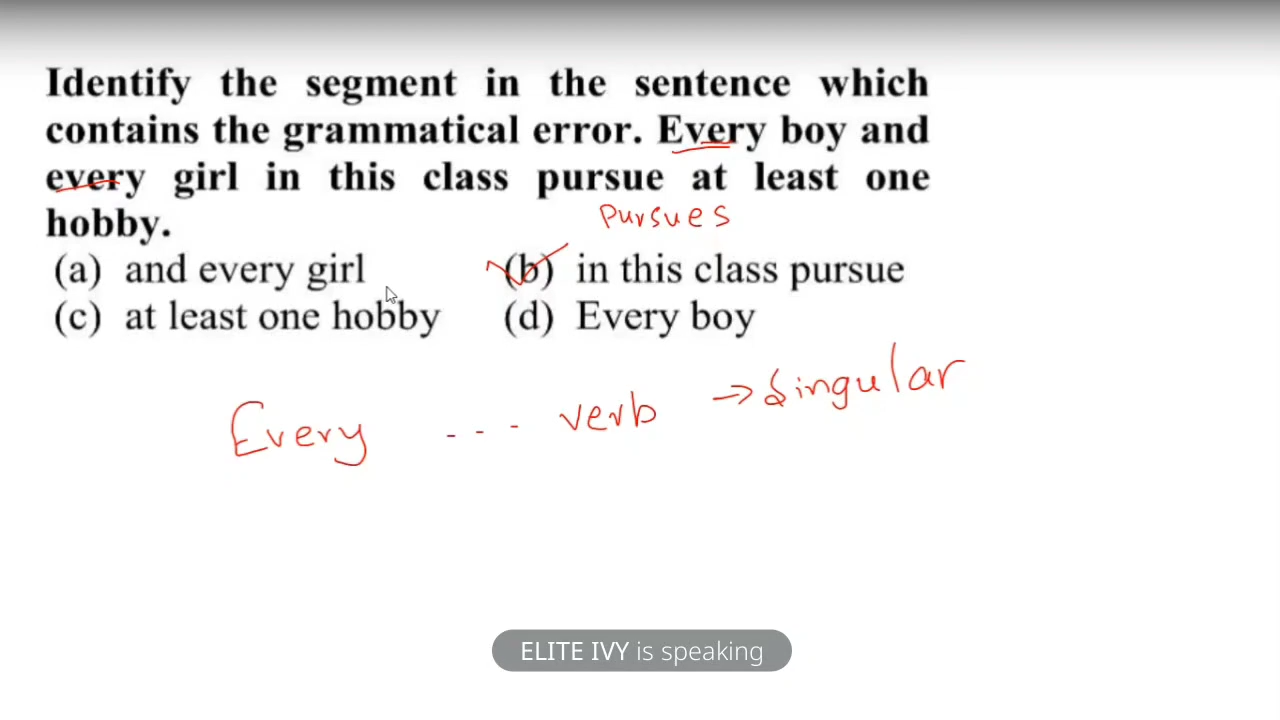 Identify the segment in the sentence which
contains the grammatical error. Every boy and
every girl in this class pursue at least one
hobby.
Pursues
(a) and every girl (b) in this class pursue
(c) at least one hobby (d) Every boy
Every --- verb → Singular
ELITE IVY is speaking